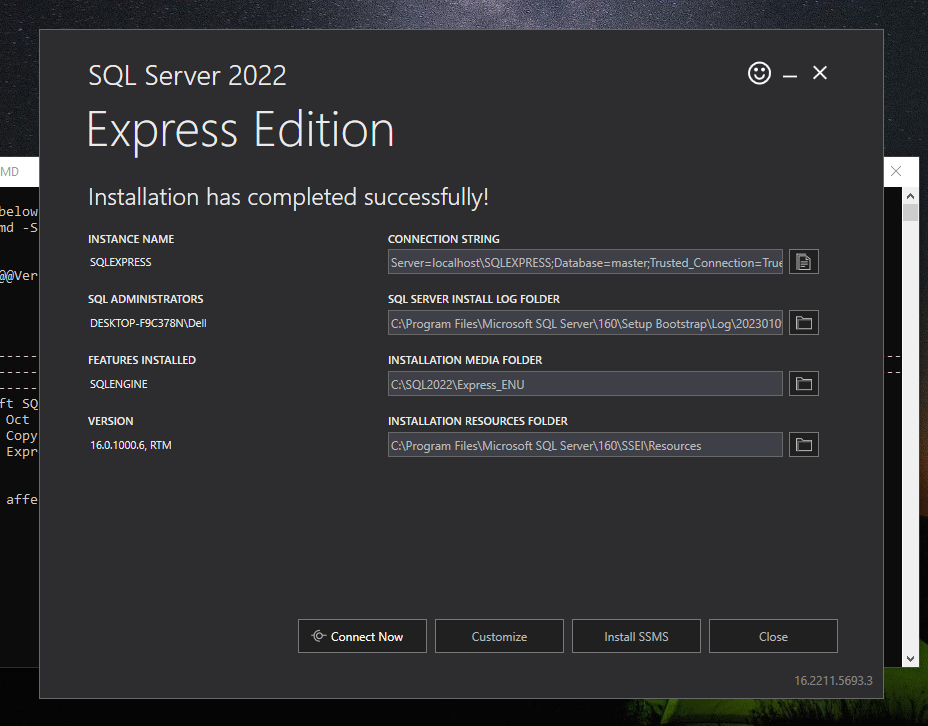 SQL Server 2022
Express Edition
MD
Installation has completed successfully!
below
md -S
INSTANCE NAME
CONNECTION STRING
SQLEXPRESS
Server=localhost\SQLEXPRESS;Database=master;Trusted_Connection=True
@@Ver
SQL ADMINISTRATORS
SQL SERVER INSTALL LOG FOLDER
DESKTOP-F9C378N\Dell
C:\Program Files\Microsoft SQL Server\160\Setup Bootstrap\Log\2023010
FEATURES INSTALLED
INSTALLATION MEDIA FOLDER
SQLENGINE
C:\SQL2022\Express_ENU
ft SQ
Oct
VERSION
INSTALLATION RESOURCES FOLDER
Copy
16.0.1000.6, RTM
C:\Program Files\Microsoft SQL Server\160\SSEI\Resources
Expr
affe
Connect Now
Customize
Install SSMS
Close
16.2211.5693.3